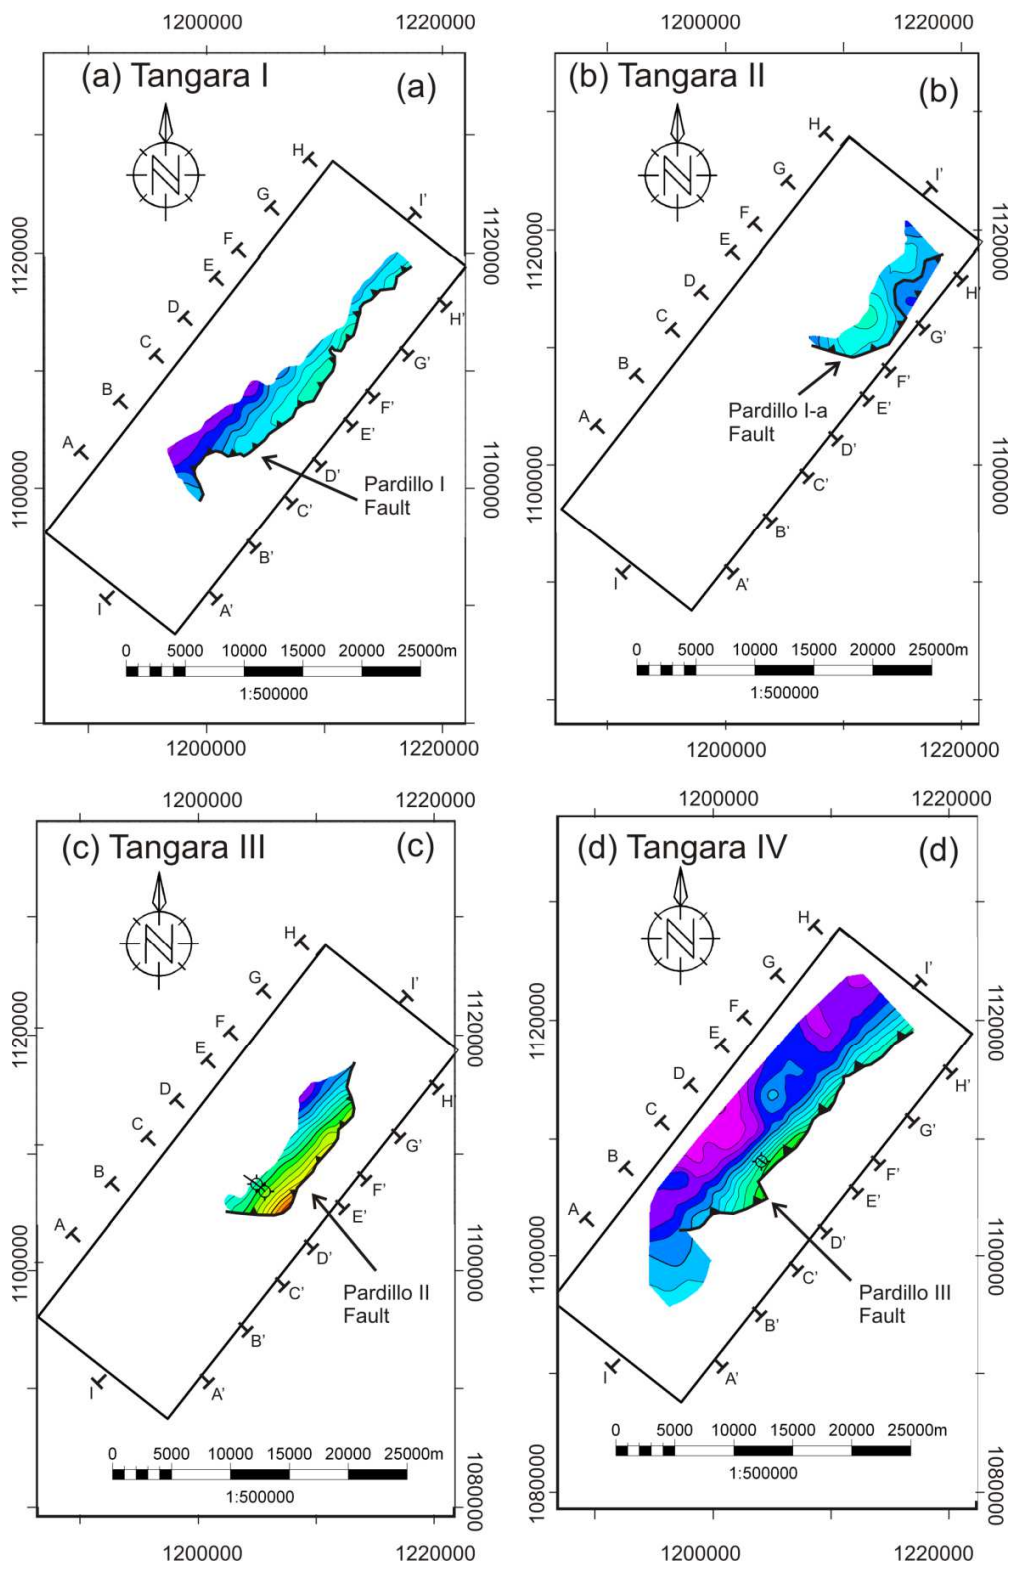 1200000 1220000 1200000 1220000
(a) Tangara I (a)
(b) Tangara II (b)
N
N
H
G
F
E
D
C
B
A
I'
H'
G'
F'
E'
D'
C'
B'
A'
I
1120000
1100000
1120000
1100000
Pardillo I
Fault
0 5000 10000 15000 20000 25000m
1:500000
H
G
F
E
D
C
B
A
I'
H'
G'
F'
E'
D'
C'
B'
A'
I
1120000
1100000
1120000
1100000
Pardillo I-a
Fault
0 5000 10000 15000 20000 25000m
1:500000
1200000 1220000 1200000 1220000
1200000 1220000 1200000 1220000
(c) Tangara III (c)
(d) Tangara IV (d)
N
N
H
G
F
E
D
C
B
A
I'
H'
G'
F'
E'
D'
C'
B'
A'
I
1120000
1100000
1120000
1100000
1080000
Pardillo II
Fault
0 5000 10000 15000 20000 25000m
1:500000
H
G
F
E
D
C
B
A
I'
H'
G'
F'
E'
D'
C'
B'
A'
I
1120000
1100000
1080000
1120000
1100000
1080000
Pardillo III
Fault
0 5000 10000 15000 20000 25000m
1:500000
1200000 1220000 1200000 1220000